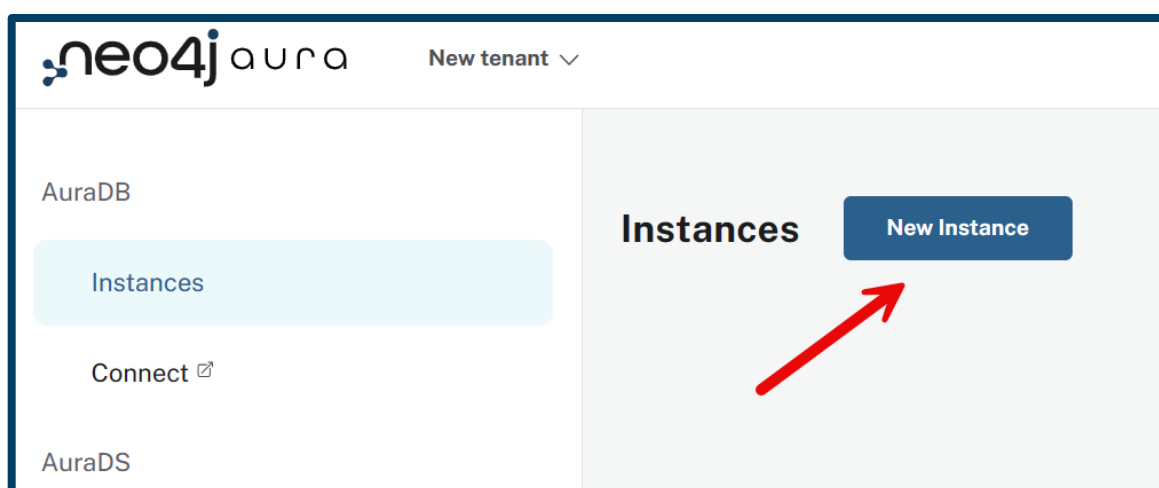 neo4j aura
New tenant
AuraDB
Instances
Connect
AuraDS
Instances
New Instance